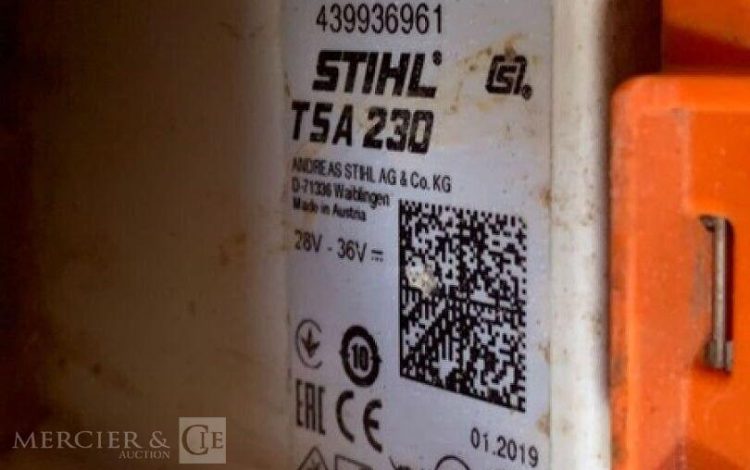 439936961
STIHL®
TSA 230
ANDREAS STIHL AG & Co. KG
D-71336 Waiblingen
Made in Austria
28V - 36V
10
EAC CE
01.2019
MERCIER & CIE
AUCTION